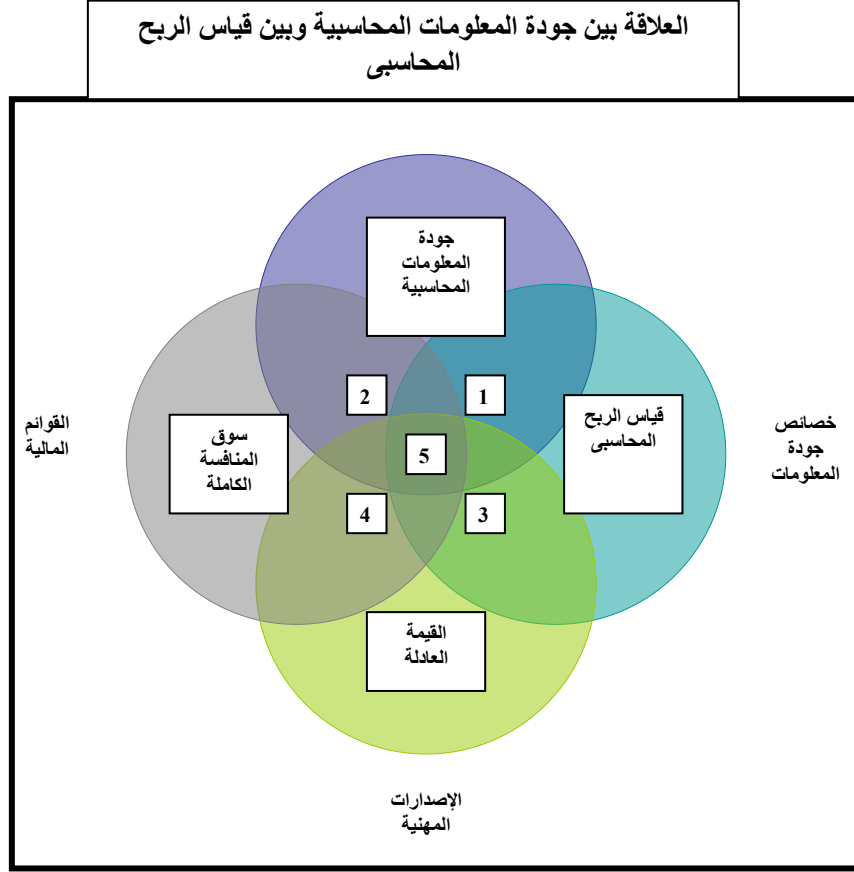 العلاقة بين جودة المعلومات المحاسبية وبين قياس الربح
المحاسبى
جودة
المعلومات
المحاسبية
2
1
القوائم
المالية
سوق
المنافسة
الكاملة
5
قياس الربح
المحاسبى
خصائص
جودة
المعلومات
4
3
القيمة
العادلة
الإصدارات
المهنية